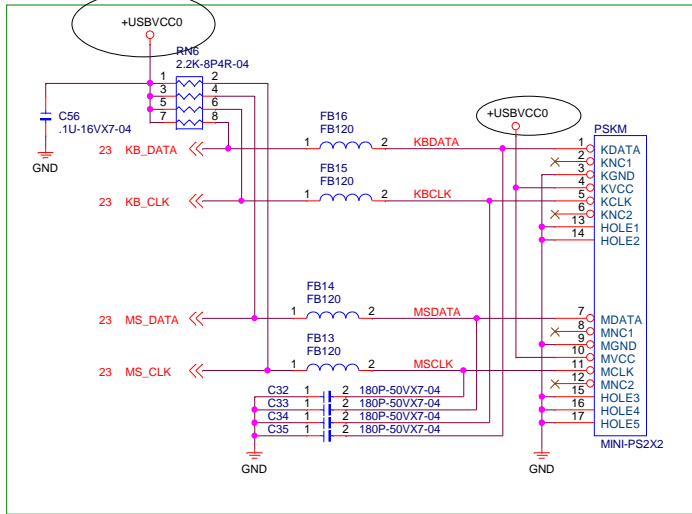 +USBVCC0
RN6
2.2K-8P4R-04
1 2
3 4
5 6
7 8
C56
.1U-16VX7-04
GND
+USBVCC0
PSKM
23 KB_DATA
FB16
FB120
1 2
KBDATA
1 KDATA
2 KNC1
3 KGND
4 KVCC
23 KB_CLK
FB15
FB120
1 2
KBCLK
5 KCLK
6 KNC2
13 HOLE1
14 HOLE2
23 MS_DATA
FB14
FB120
1 2
MSDATA
7 MDATA
8 MNC1
9 MGND
10 MVCC
23 MS_CLK
FB13
FB120
1 2
MSCLK
11 MCLK
12 MNC2
15 HOLE3
16 HOLE4
17 HOLE5
MINI-PS2X2
C32 1 2 180P-50VX7-04
C33 1 2 180P-50VX7-04
C34 1 2 180P-50VX7-04
C35 1 2 180P-50VX7-04
GND
GND